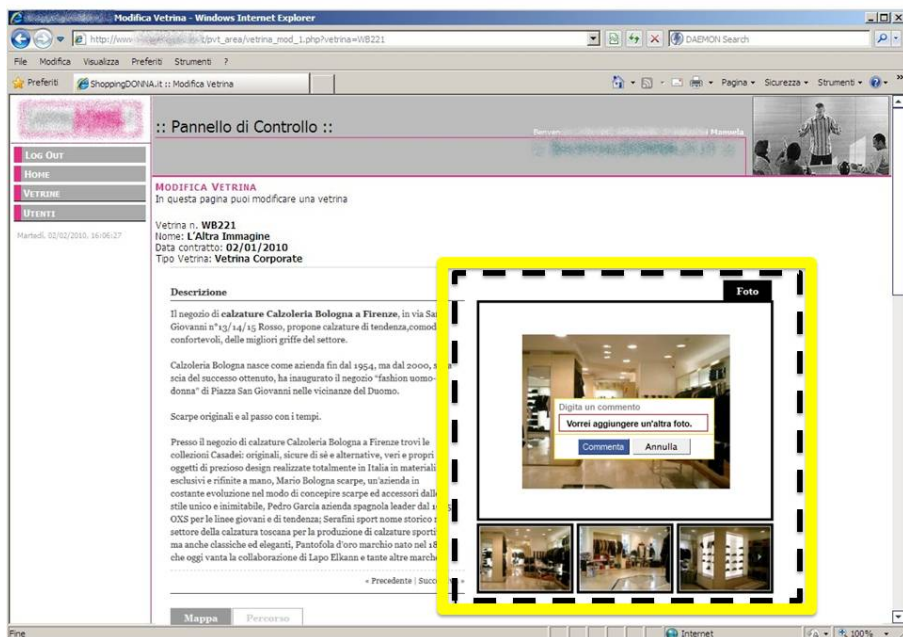 Modifica Vetrina - Windows Internet Explorer
http://www
t/pvt_area/vetrina_mod_1.php?vetrina=WB221
DAEMON Search
File Modifica Visualizza Preferiti Strumenti ?
Preferiti
ShoppingDONNA.it :: Modifica Vetrina
Pagina
Sicurezza
Strumenti
:: Pannello di Controllo ::
Manuela
LOG OUT
HOME
VETRINE
UTENTI
Martedì, 02/02/2010, 16:06:27
MODIFICA VETRINA
In questa pagina puoi modificare una vetrina
Vetrina n. WB221
Nome: L'Altra Immagine
Data contratto: 02/01/2010
Tipo Vetrina: Vetrina Corporate
Descrizione
Il negozio di calzature Calzoleria Bologna a Firenze, in via
Giovanni n°13/14/15 Rosso, propone calzature di tendenza,
confortevoli, delle migliori griffe del settore.
Calzoleria Bologna nasce come azienda fin dal 1954, ma dal 2000,
scia del successo ottenuto, ha inaugurato il negozio "fashion uomo-
donna" di Piazza San Giovanni nelle vicinanze del Duomo.
Scarpe originali e al passo con i tempi.
Presso il negozio di calzature Calzoleria Bologna a Firenze trovi le
collezioni Casadei: originali, sicure di sé e alternative, veri e propri
oggetti di prezioso design realizzate totalmente in Italia in materiali
esclusivi e rifinite a mano, Mario Bologna scarpe, un'azienda in
costante evoluzione nel modo di concepire scarpe ed accessori
stile unico e inimitabile, Pedro Garcia azienda spagnola leader dal
OXS per le linee giovani e di tendenza; Serafini sport nome storico
settore della calzatura toscana per la produzione di calzature
ma anche classiche ed eleganti, Pantofola d'oro marchio nato nel
che oggi vanta la collaborazione di Lapo Elkann e tante altre
« Precedente |
Mappa
Percorso
Foto
Digita un commento
Vorrei aggiungere un'altra foto.
Commenta
Annulla
Fine
Internet
100%